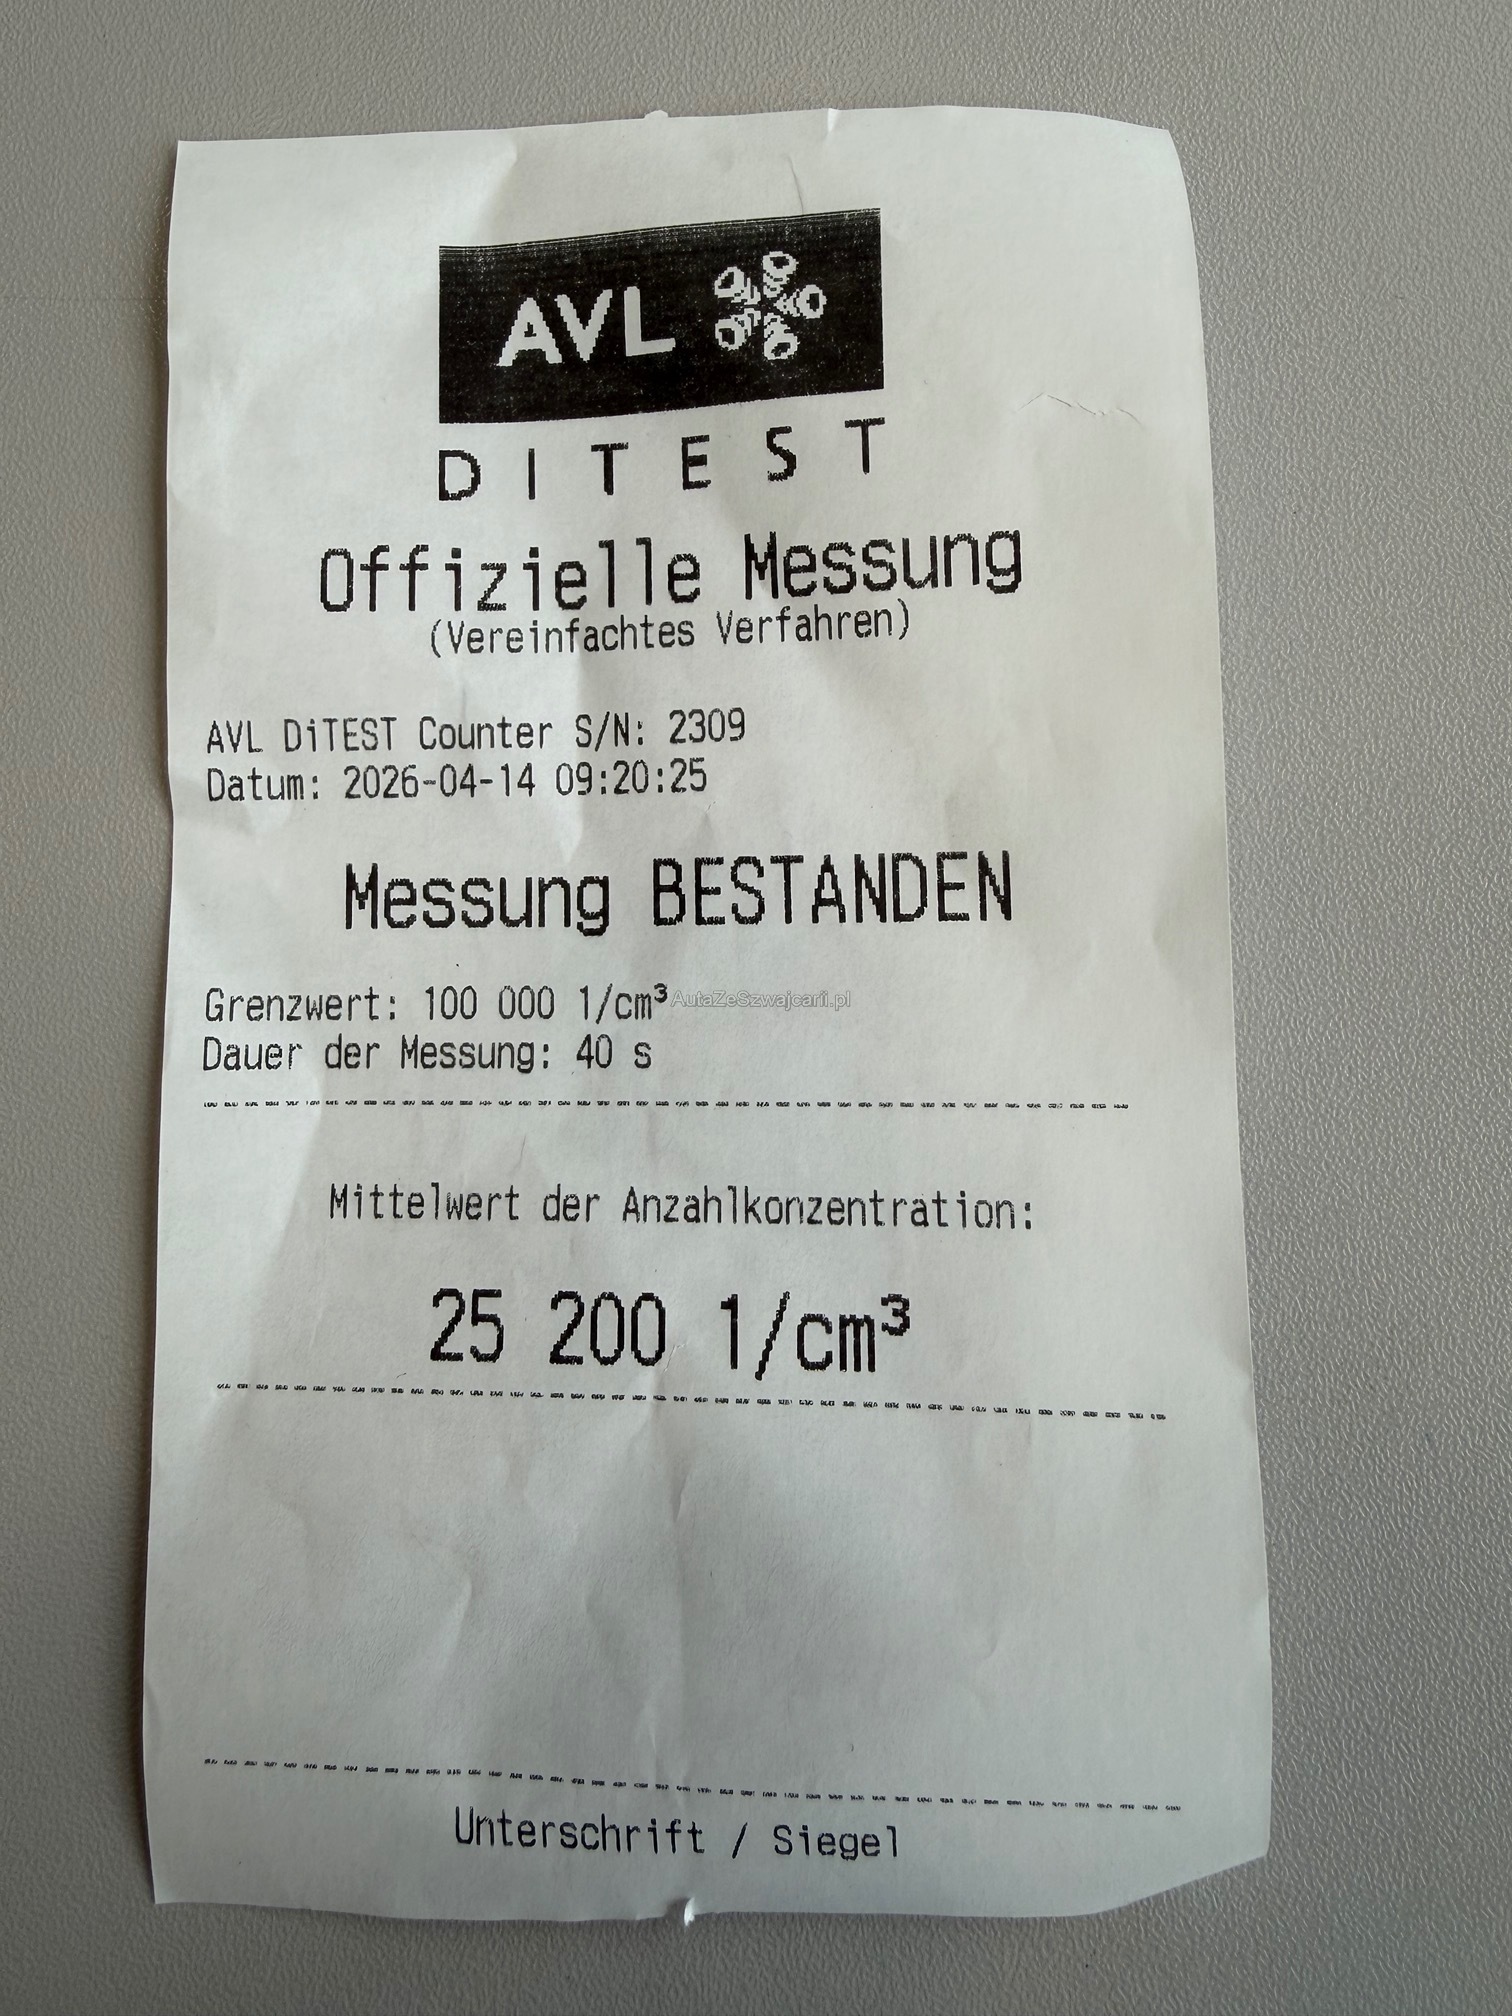 AVL
DITEST
Offizielle Messung
(Vereinfachtes Verfahren)
AVL DiTEST Counter S/N: 2309
Datum: 2026-04-14 09:20:25
Messung BESTANDEN
Grenzwert: 100 000 1/cm³
AutaZeSzwajcarii.pl
Dauer der Messung: 40 s
Mittelwert der Anzahlkonzentration:
25 200 1/cm³
Unterschrift / Siegel